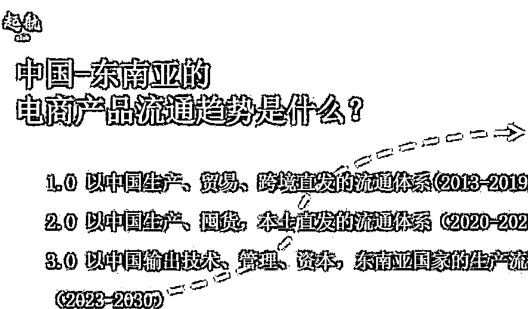 起航
中国-东南亚的
电商产品流通趋势是什么?
1.0 以中国生产、贸易、跨境直发的流通体系(2013-2019
2.0 以中国生产、囤货,本土直发的流通体系 (2020-202
3.0 以中国输出技术、管理、资本,东南亚国家的生产流
(2023-2030)